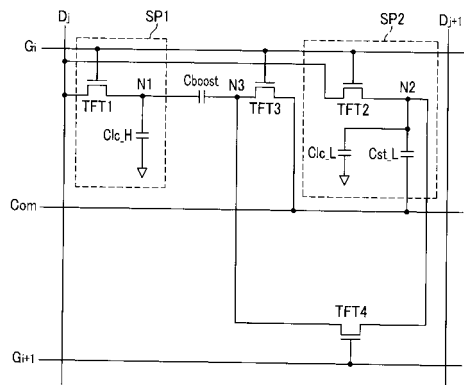 Dj SP1 SP2 Dj+1
Gi
N1 Cboost N3 N2
TFT1 TFT3 TFT2
Clc_H Clc_L Cst_L
Com
TFT4
Gi+1